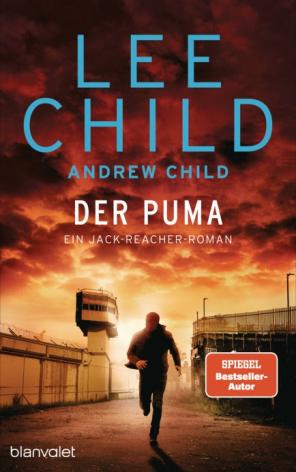 LEE
CHILD
ANDREW CHILD
DER PUMA
EIN JACK-REACHER-ROMAN
SPIEGEL
Bestseller-
Autor
blanvalet